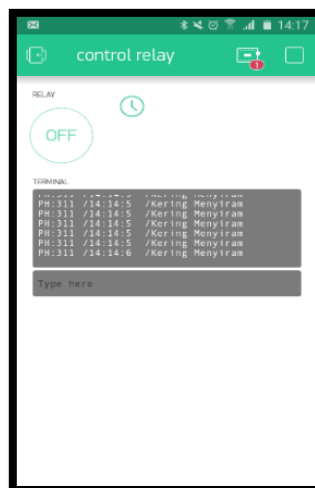 14:17
control relay
1
RELAY
OFF
TERMINAL
PH:311 /14:14:5 /Kering Menyiram
PH:311 /14:14:5 /Kering Menyiram
PH:311 /14:14:5 /Kering Menyiram
PH:311 /14:14:5 /Kering Menyiram
PH:311 /14:14:5 /Kering Menyiram
PH:311 /14:14:6 /Kering Menyiram
Type here